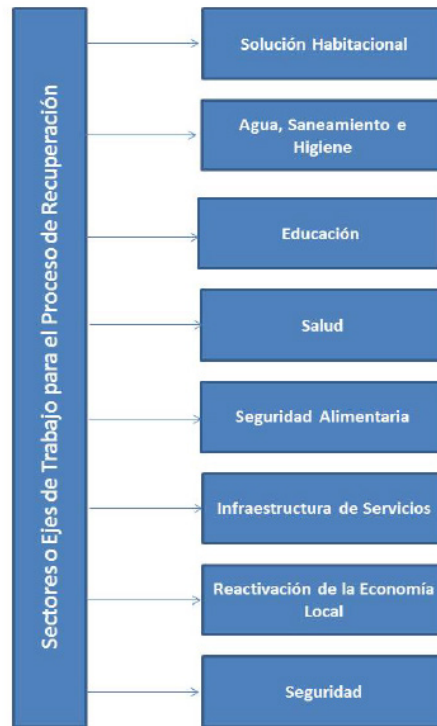 Sectores o Ejes de Trabajo para el Proceso de Recuperación
Solución Habitacional
Agua, Saneamiento e
Higiene
Educación
Salud
Seguridad Alimentaria
Infraestructura de Servicios
Reactivación de la Economía
Local
Seguridad